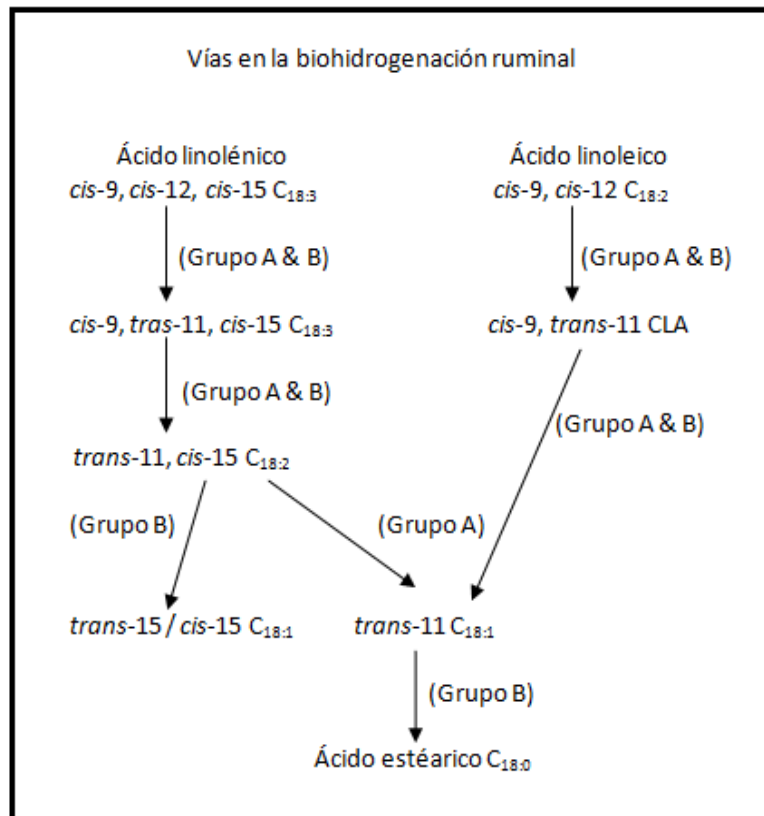 Vías en la biohidrogenación ruminal
Ácido linolénico
cis-9, cis-12, cis-15 C18:3
(Grupo A & B)
cis-9, tras-11, cis-15 C18:3
(Grupo A & B)
trans-11, cis-15 C18:2
(Grupo B)
trans-15 / cis-15 C18:1
Ácido linoleico
cis-9, cis-12 C18:2
(Grupo A & B)
cis-9, trans-11 CLA
(Grupo A & B)
(Grupo A)
trans-11 C18:1
(Grupo B)
Ácido estéarico C18:0